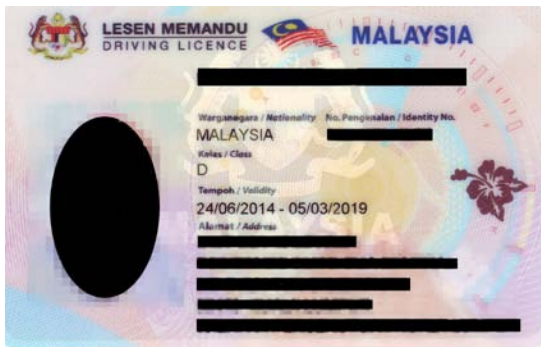 LESEN MEMANDU
DRIVING LICENCE
MALAYSIA
Warganegara / Nationality No. Pengenalan / Identity No.
MALAYSIA
Kelas / Class
D
Tempoh / Validity
24/06/2014 - 05/03/2019
Alamat / Address
MALAYSIA